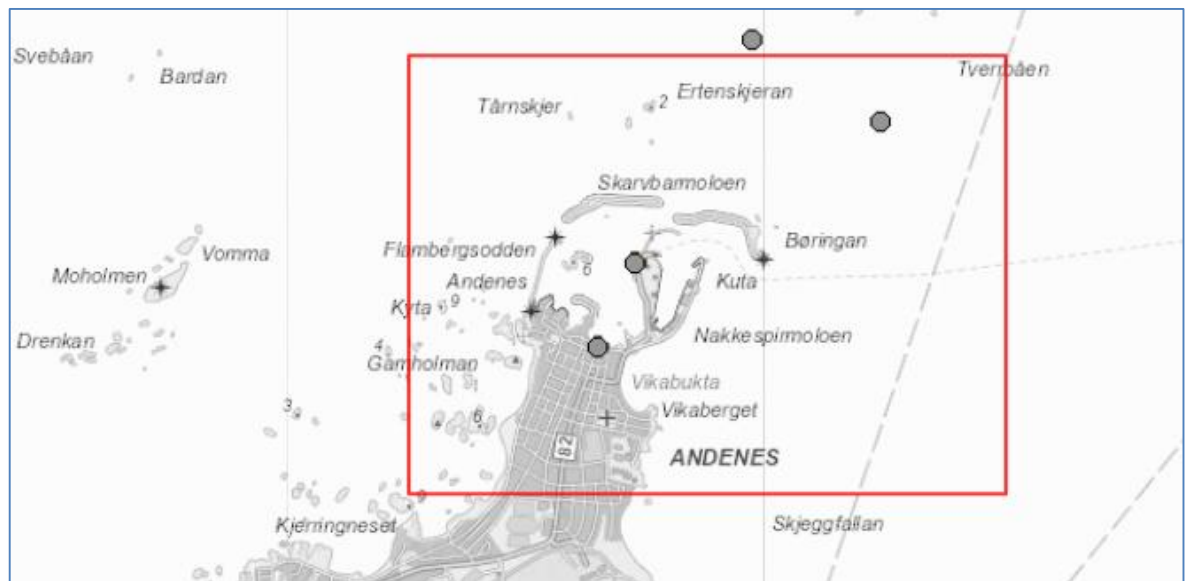 Svebåan
Bardan
Tverrbåen
Tårnskjer
Ertenskjeran
2
Skarvbarmoloen
Vomma
Moholmen
Flambergsodden
Andenes
6
Børingan
Kuta
Kyta
9
Drenkan
4
Gamholman
Nakkespirmoloen
Vikabukta
3
6
Vikaberget
82
ANDENES
9
Kjerringneset
Skjeggfallan